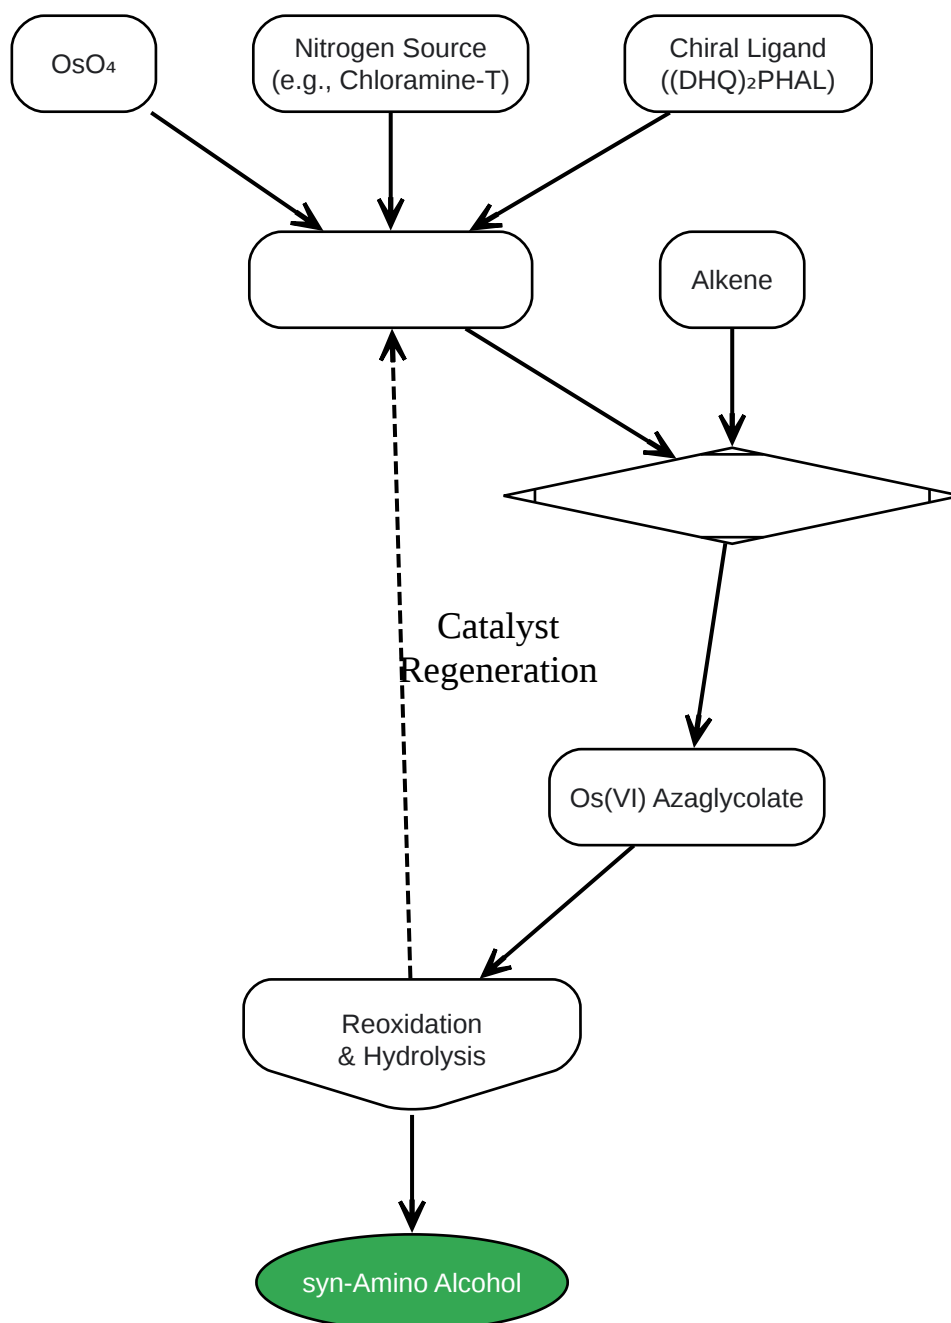 OsO₄
Nitrogen Source
(e.g., Chloramine-T)
Chiral Ligand
((DHQ)₂PHAL)
Alkene
Catalyst
Regeneration
Os(VI) Azaglycolate
Reoxidation
& Hydrolysis
syn-Amino Alcohol